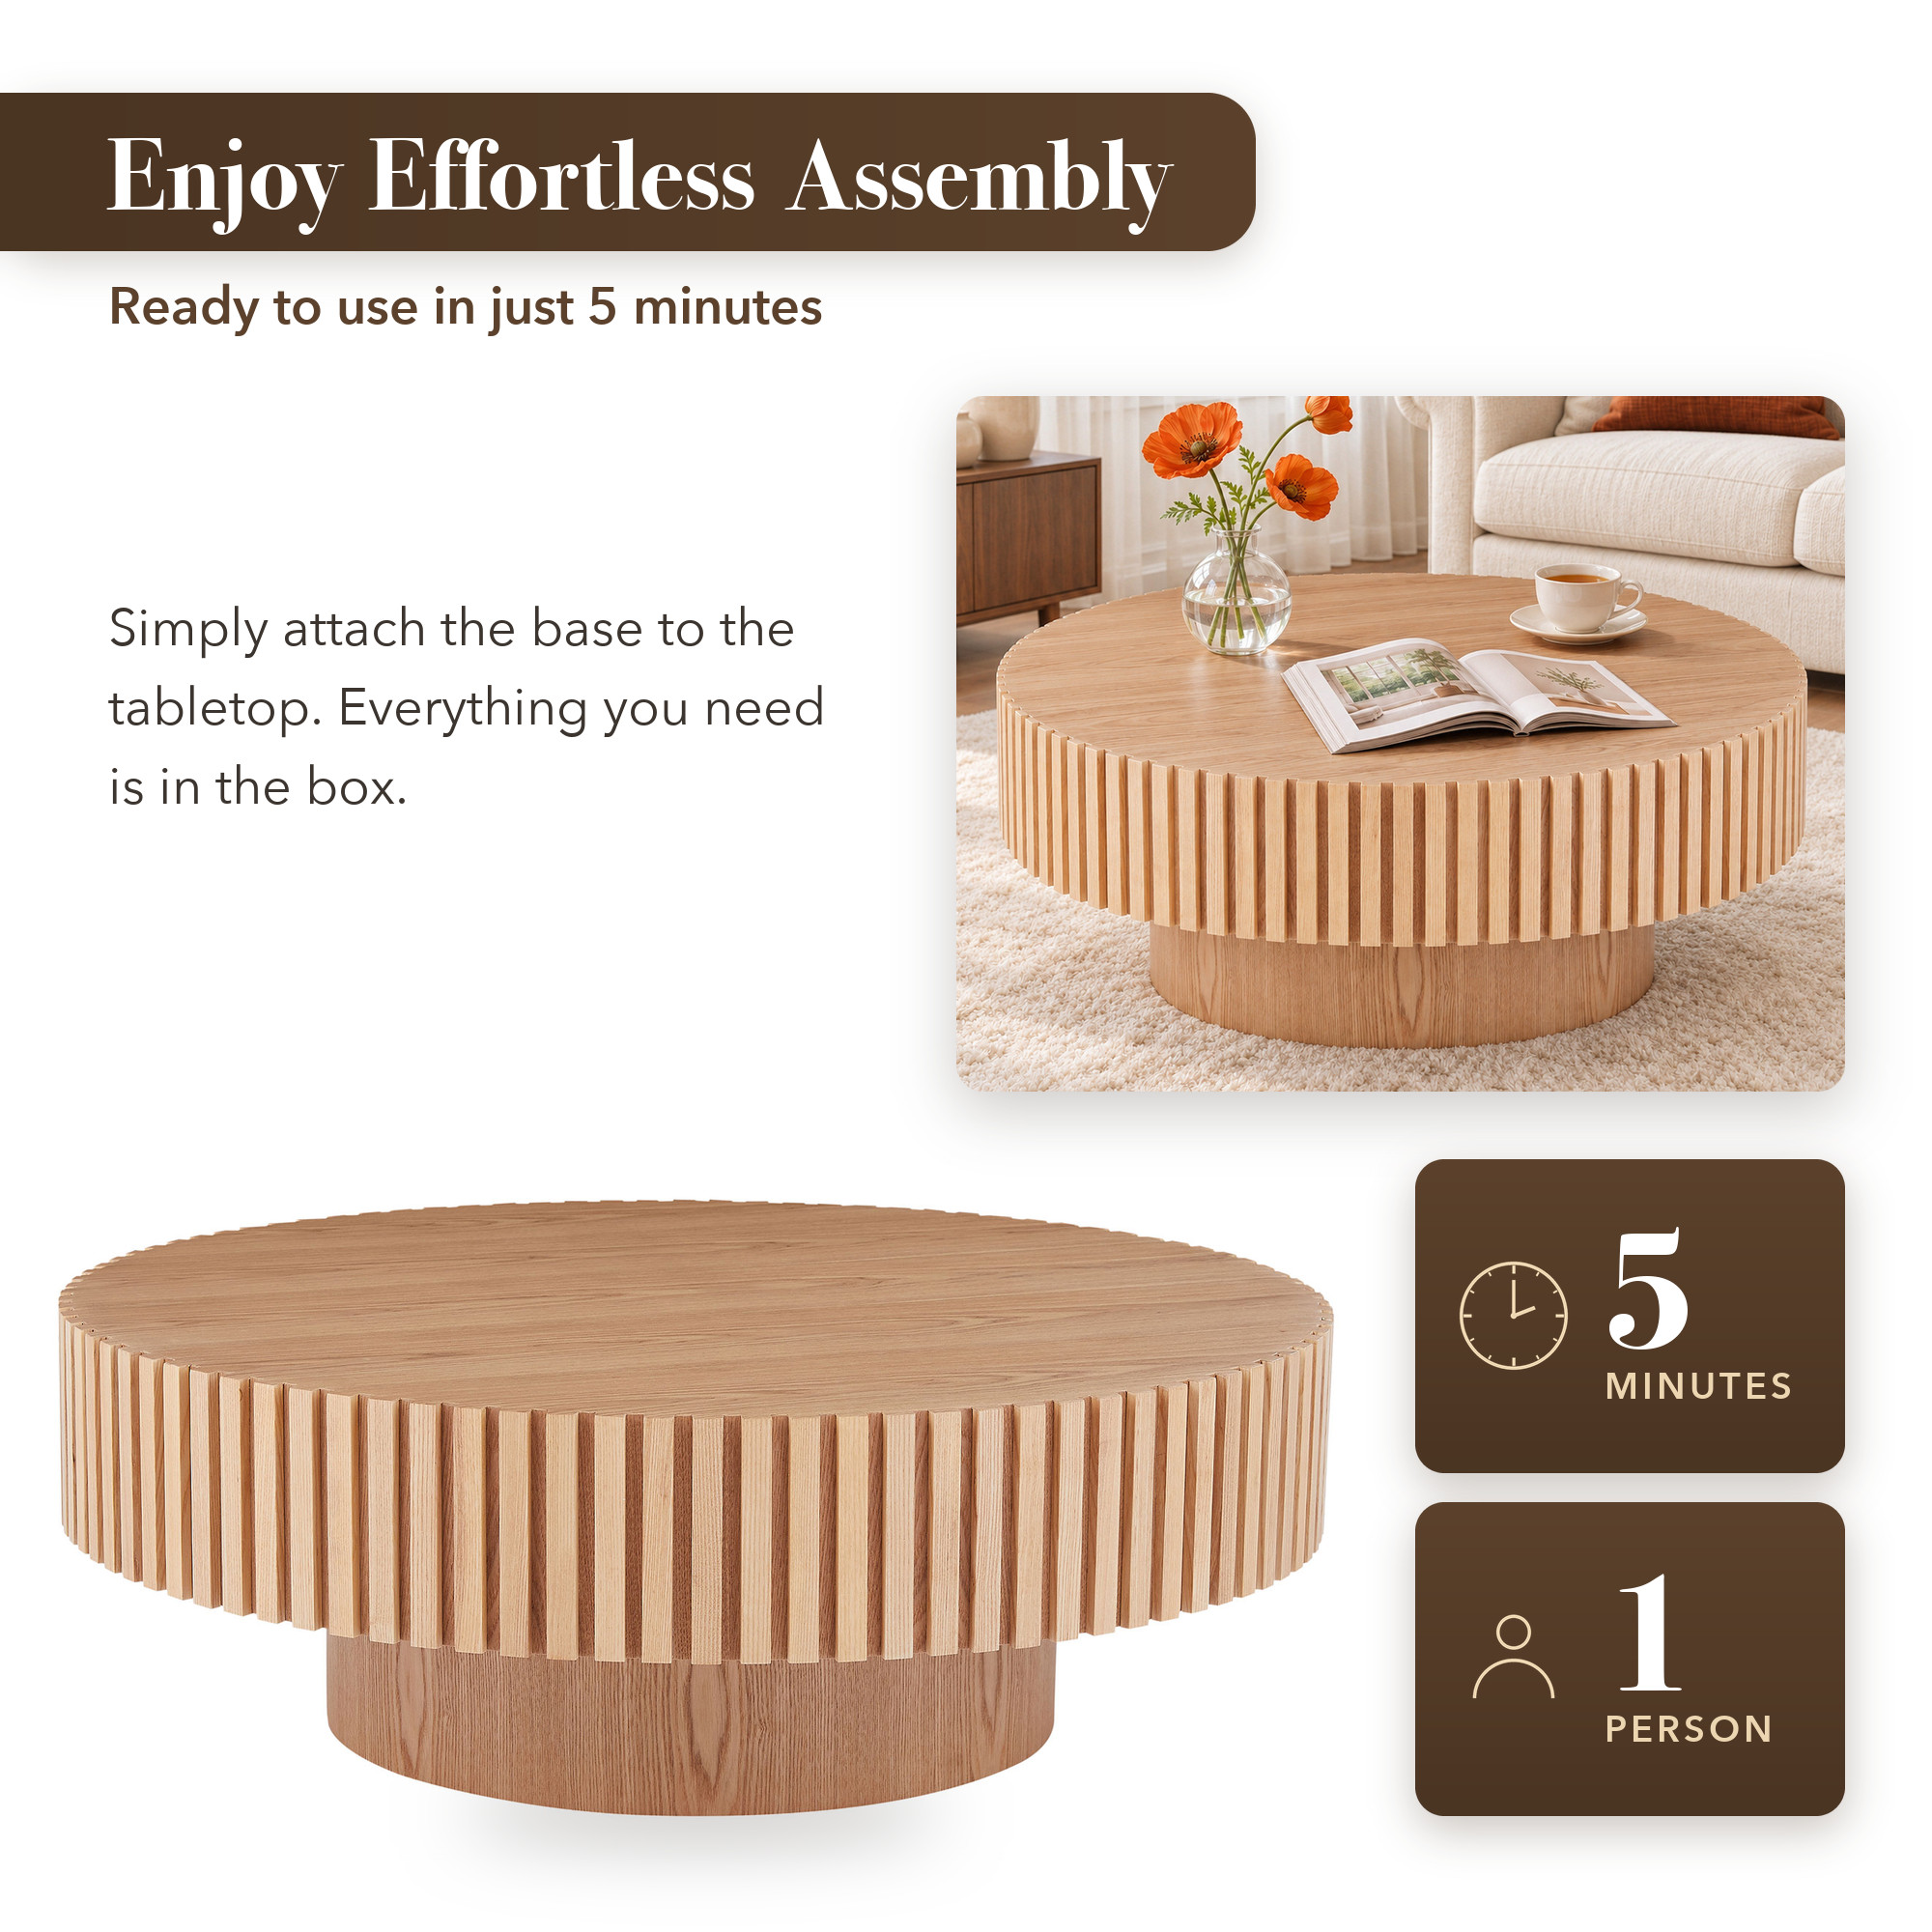 Enjoy Effortless Assembly
Ready to use in just 5 minutes
Simply attach the base to the
tabletop. Everything you need
is in the box.
5
MINUTES
1
PERSON